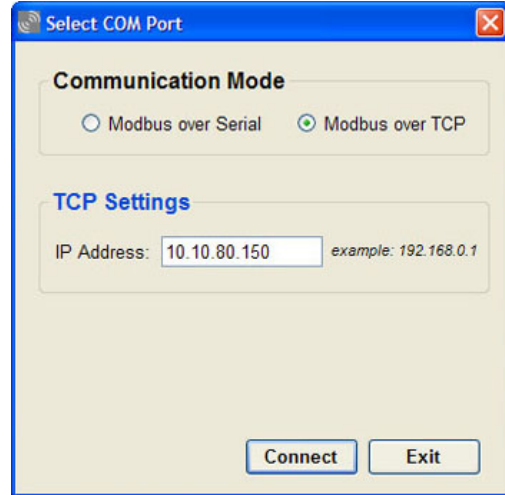 Select COM Port
Communication Mode
Modbus over Serial Modbus over TCP
TCP Settings
IP Address: 10.10.80.150 example: 192.168.0.1
Connect Exit